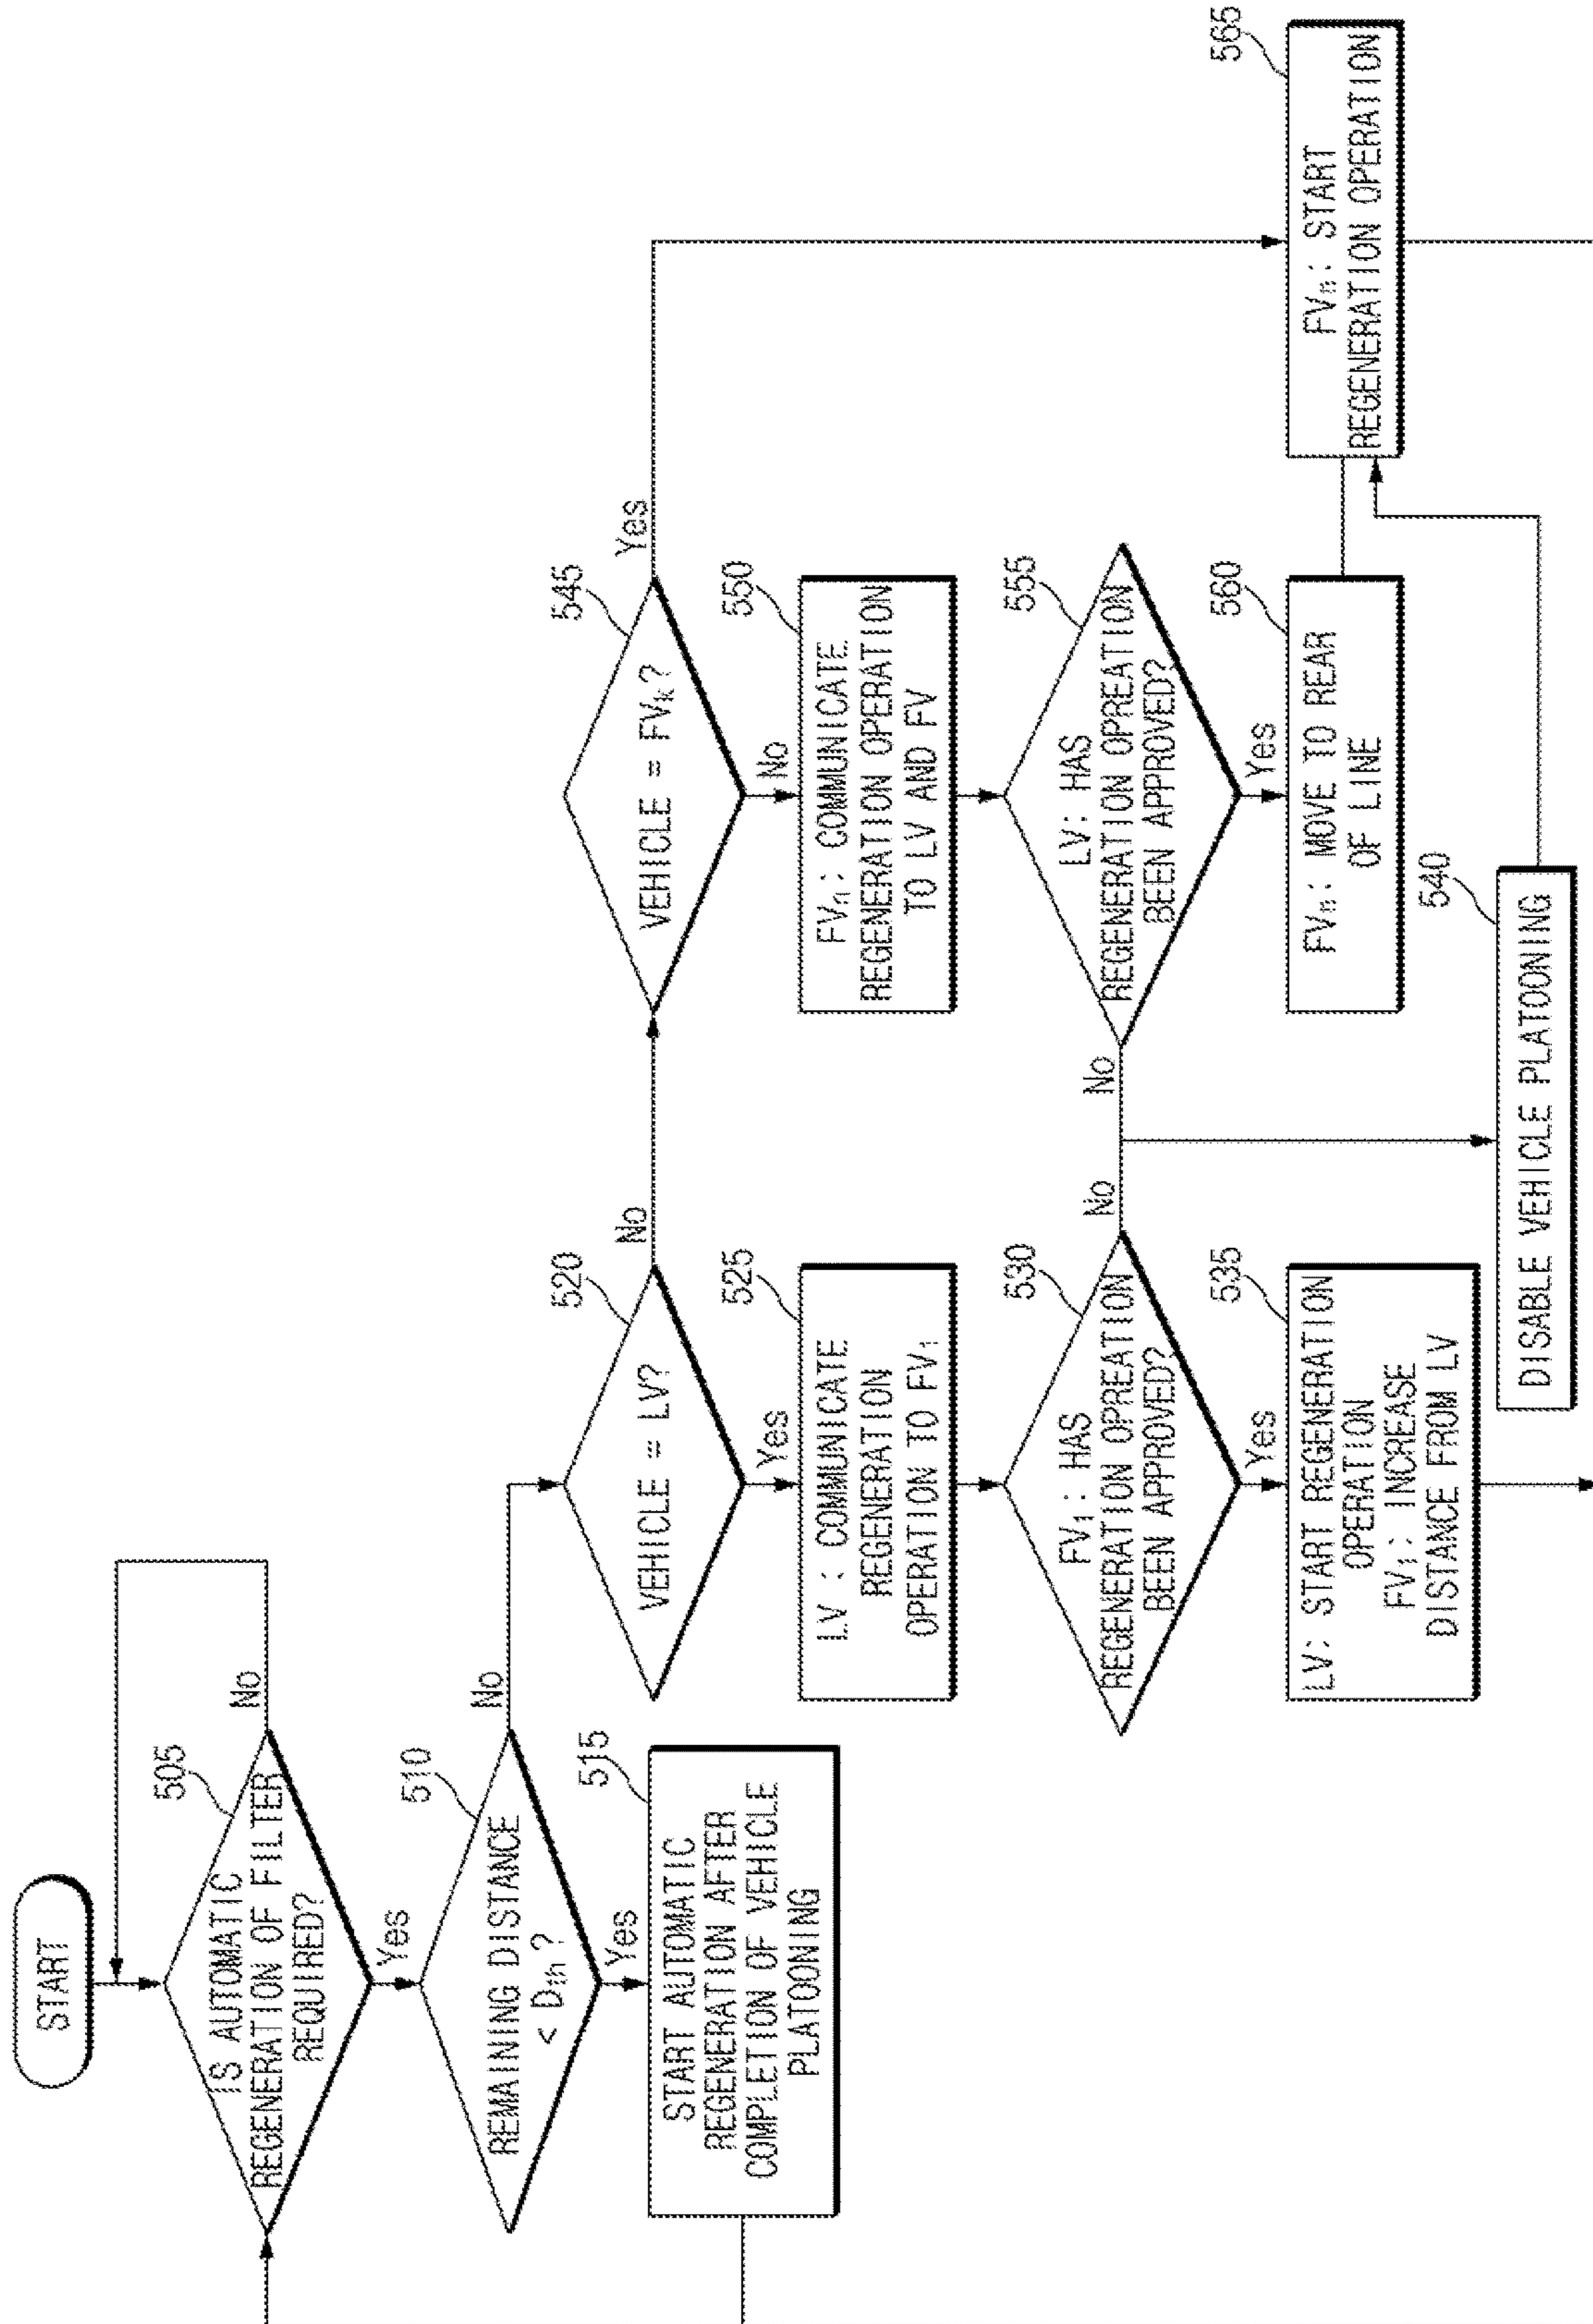 START
505
IS AUTOMATIC
REGENERATION OF FILTER
REQUIRED?
No
Yes
510
REMAINING DISTANCE
< Dth?
No
Yes
515
START AUTOMATIC
REGENERATION AFTER
COMPLETION OF VEHICLE
PLATOONING
520
VEHICLE = LV?
No
Yes
525
LV : COMMUNICATE
REGENERATION
OPERATION TO FV1
530
FV1: HAS
REGENERATION OPREATION
BEEN APPROVED?
No
Yes
535
LV: START REGENERATION
OPERATION
FV1: INCREASE
DISTANCE FROM LV
540
DISABLE VEHICLE PLATOONING
545
VEHICLE = FVk?
Yes
No
550
FVn: COMMUNICATE
REGENERATION OPERATION
TO LV AND FV
555
LV: HAS
REGENERATION OPREATION
BEEN APPROVED?
No
Yes
560
FVn: MOVE TO REAR
OF LINE
565
FVn: START
REGENERATION OPERATION